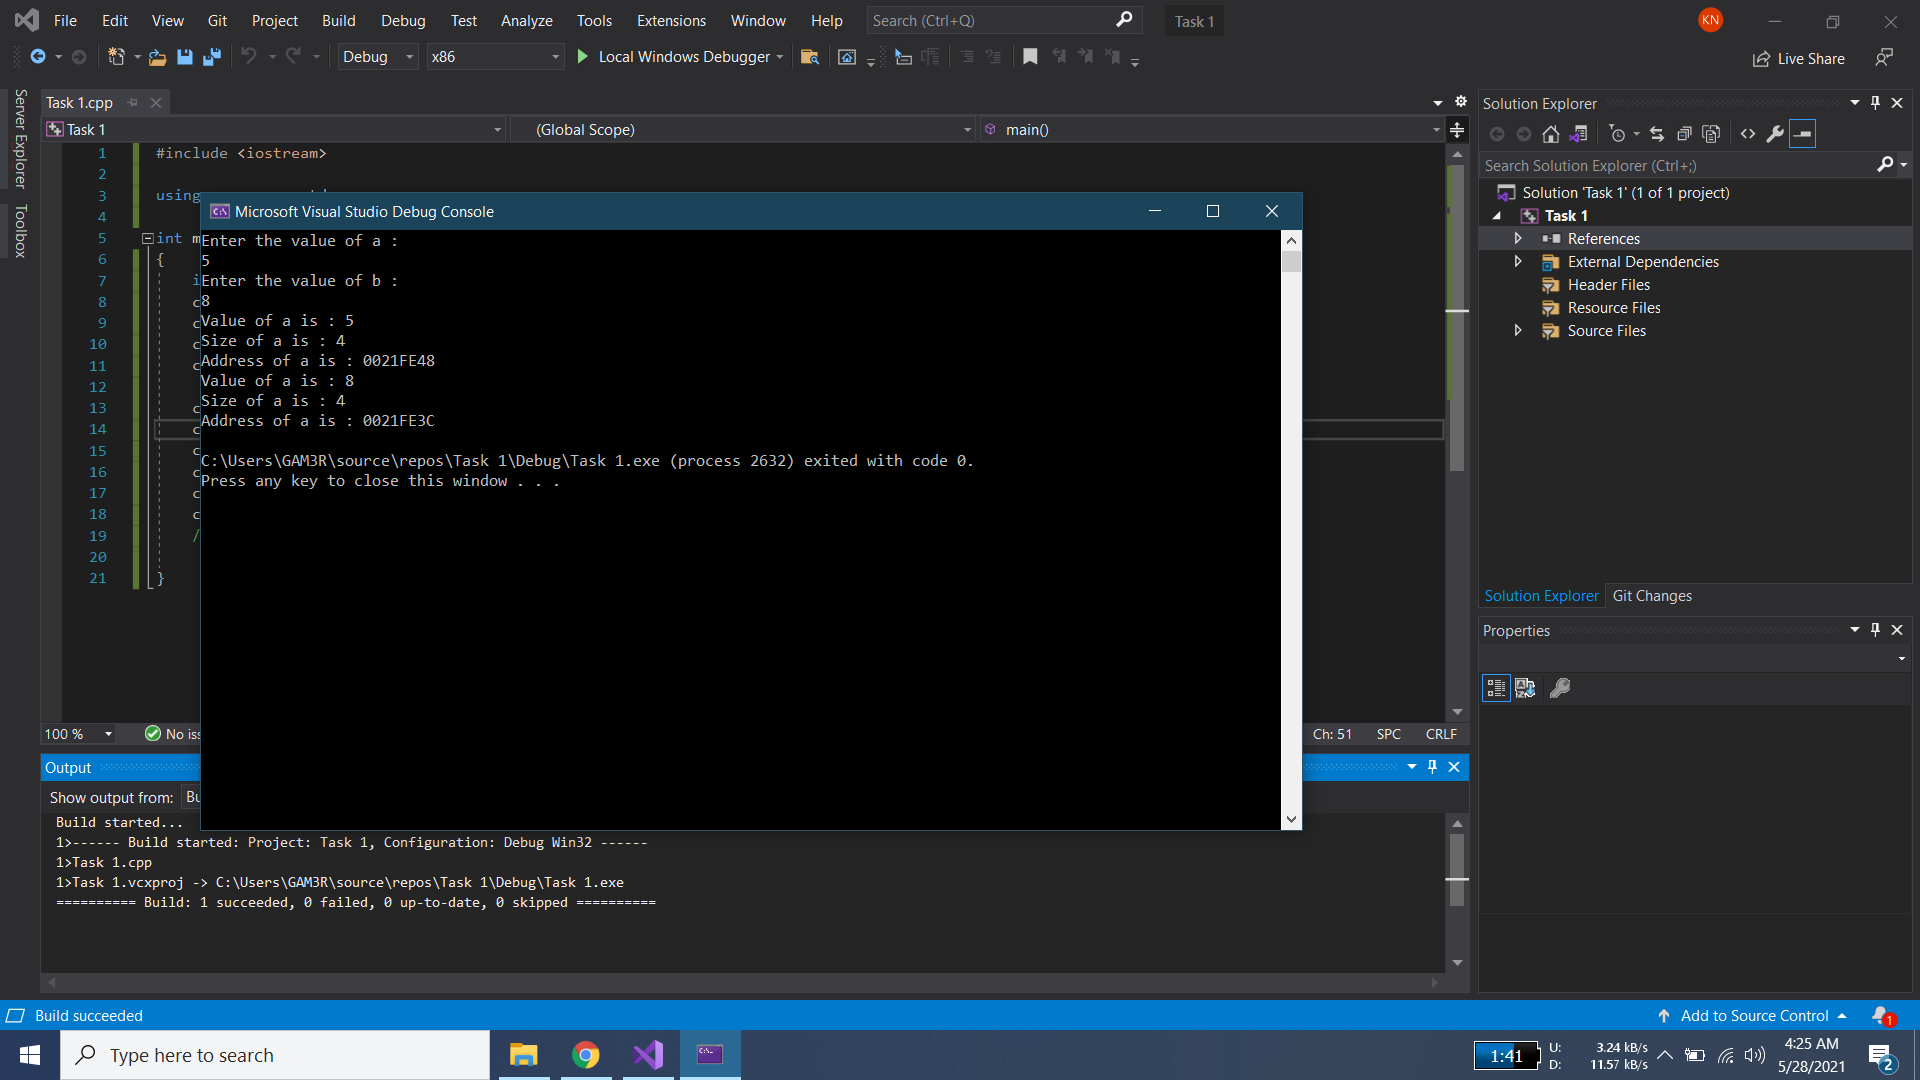 File Edit View Git Project Build Debug Test Analyze Tools Extensions Window Help Search (Ctrl+Q) Task 1 KN
Debug x86 Local Windows Debugger Live Share
Server Explorer
Toolbox
Task 1.cpp
Task 1 (Global Scope) main()
1 #include <iostream>
2
3 using
4
5 int
6 {
7
8
9
10
11
12
13
14
15
16
17
18
19 /
20
21 }
Microsoft Visual Studio Debug Console
Enter the value of a :
5
Enter the value of b :
8
Value of a is : 5
Size of a is : 4
Address of a is : 0021FE48
Value of a is : 8
Size of a is : 4
Address of a is : 0021FE3C
C:\Users\GAM3R\source\repos\Task 1\Debug\Task 1.exe (process 2632) exited with code 0.
Press any key to close this window . . .
100 % No Ch: 51 SPC CRLF
Output
Show output from:
Build started...
1>------ Build started: Project: Task 1, Configuration: Debug Win32 ------
1>Task 1.cpp
1>Task 1.vcxproj -> C:\Users\GAM3R\source\repos\Task 1\Debug\Task 1.exe
========== Build: 1 succeeded, 0 failed, 0 up-to-date, 0 skipped ==========
Solution Explorer
Search Solution Explorer (Ctrl+;)
Solution 'Task 1' (1 of 1 project)
Task 1
References
External Dependencies
Header Files
Resource Files
Source Files
Solution Explorer Git Changes
Properties
Build succeeded Add to Source Control 1
Type here to search
1:41 U: 3.24 kB/s
D: 11.57 kB/s
4:25 AM
5/28/2021
2